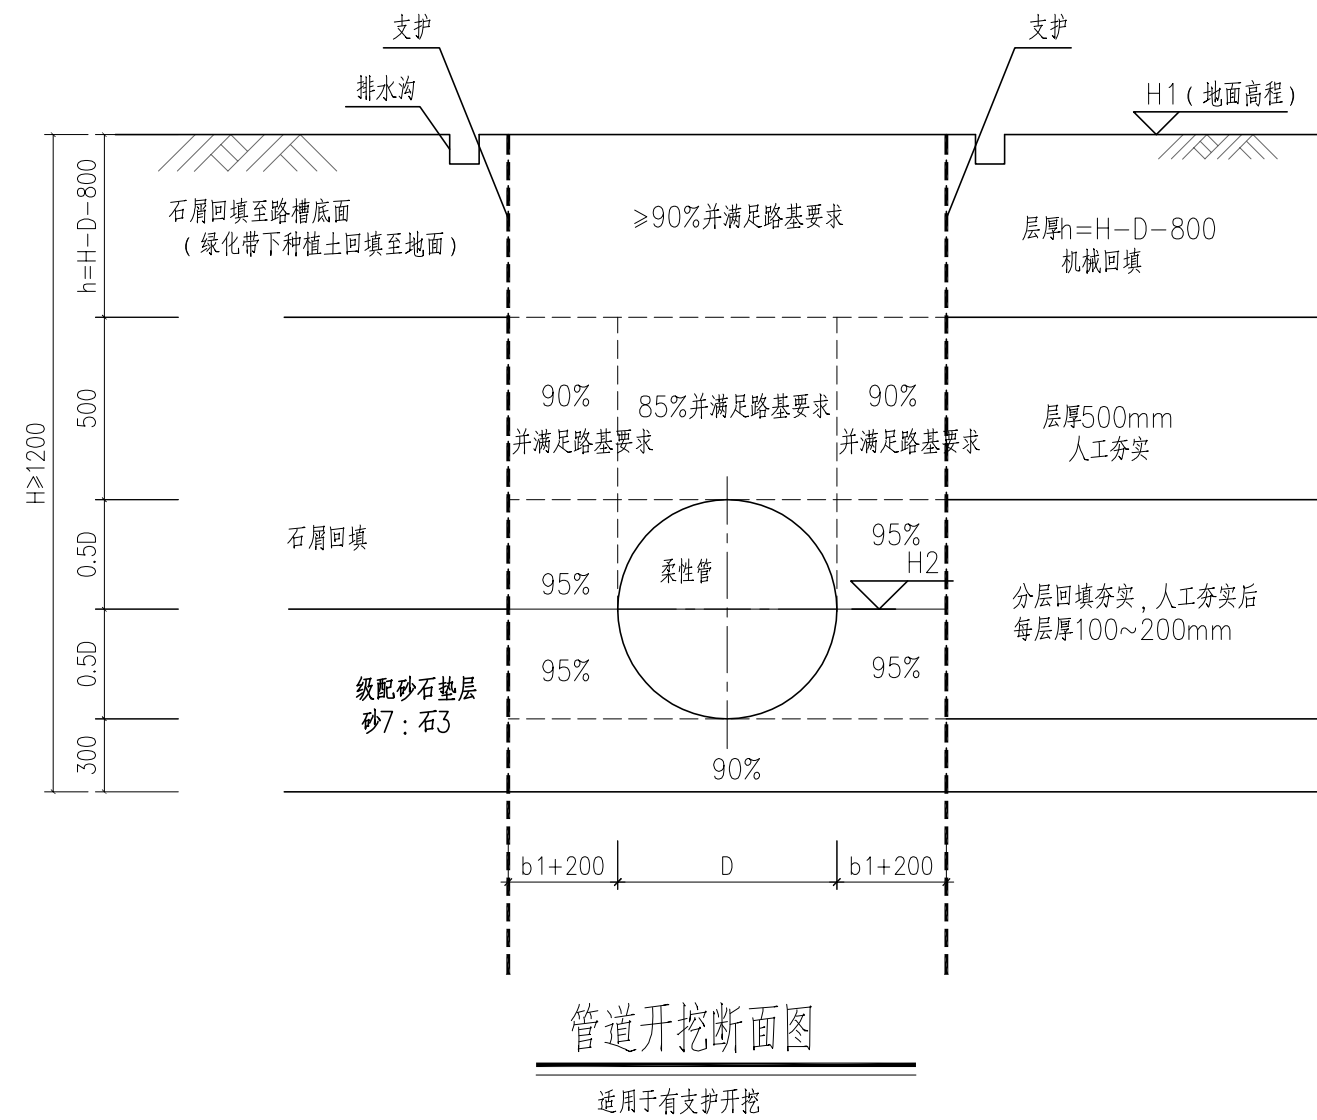 支护
支护
排水沟
H1（地面高程）
h=H-D-800
石屑回填至路槽底面
（绿化带下种植土回填至地面）
≥90%并满足路基要求
层厚h=H-D-800
机械回填
H≥1200
500
90%
并满足路基要求
85%并满足路基要求
90%
并满足路基要求
层厚500mm
人工夯实
0.5D
石屑回填
95%
柔性管
95%
H2
分层回填夯实，人工夯实后
每层厚100~200mm
0.5D
级配砂石垫层
砂7：石3
95%
95%
300
90%
b1+200
D
b1+200
管道开挖断面图
适用于有支护开挖